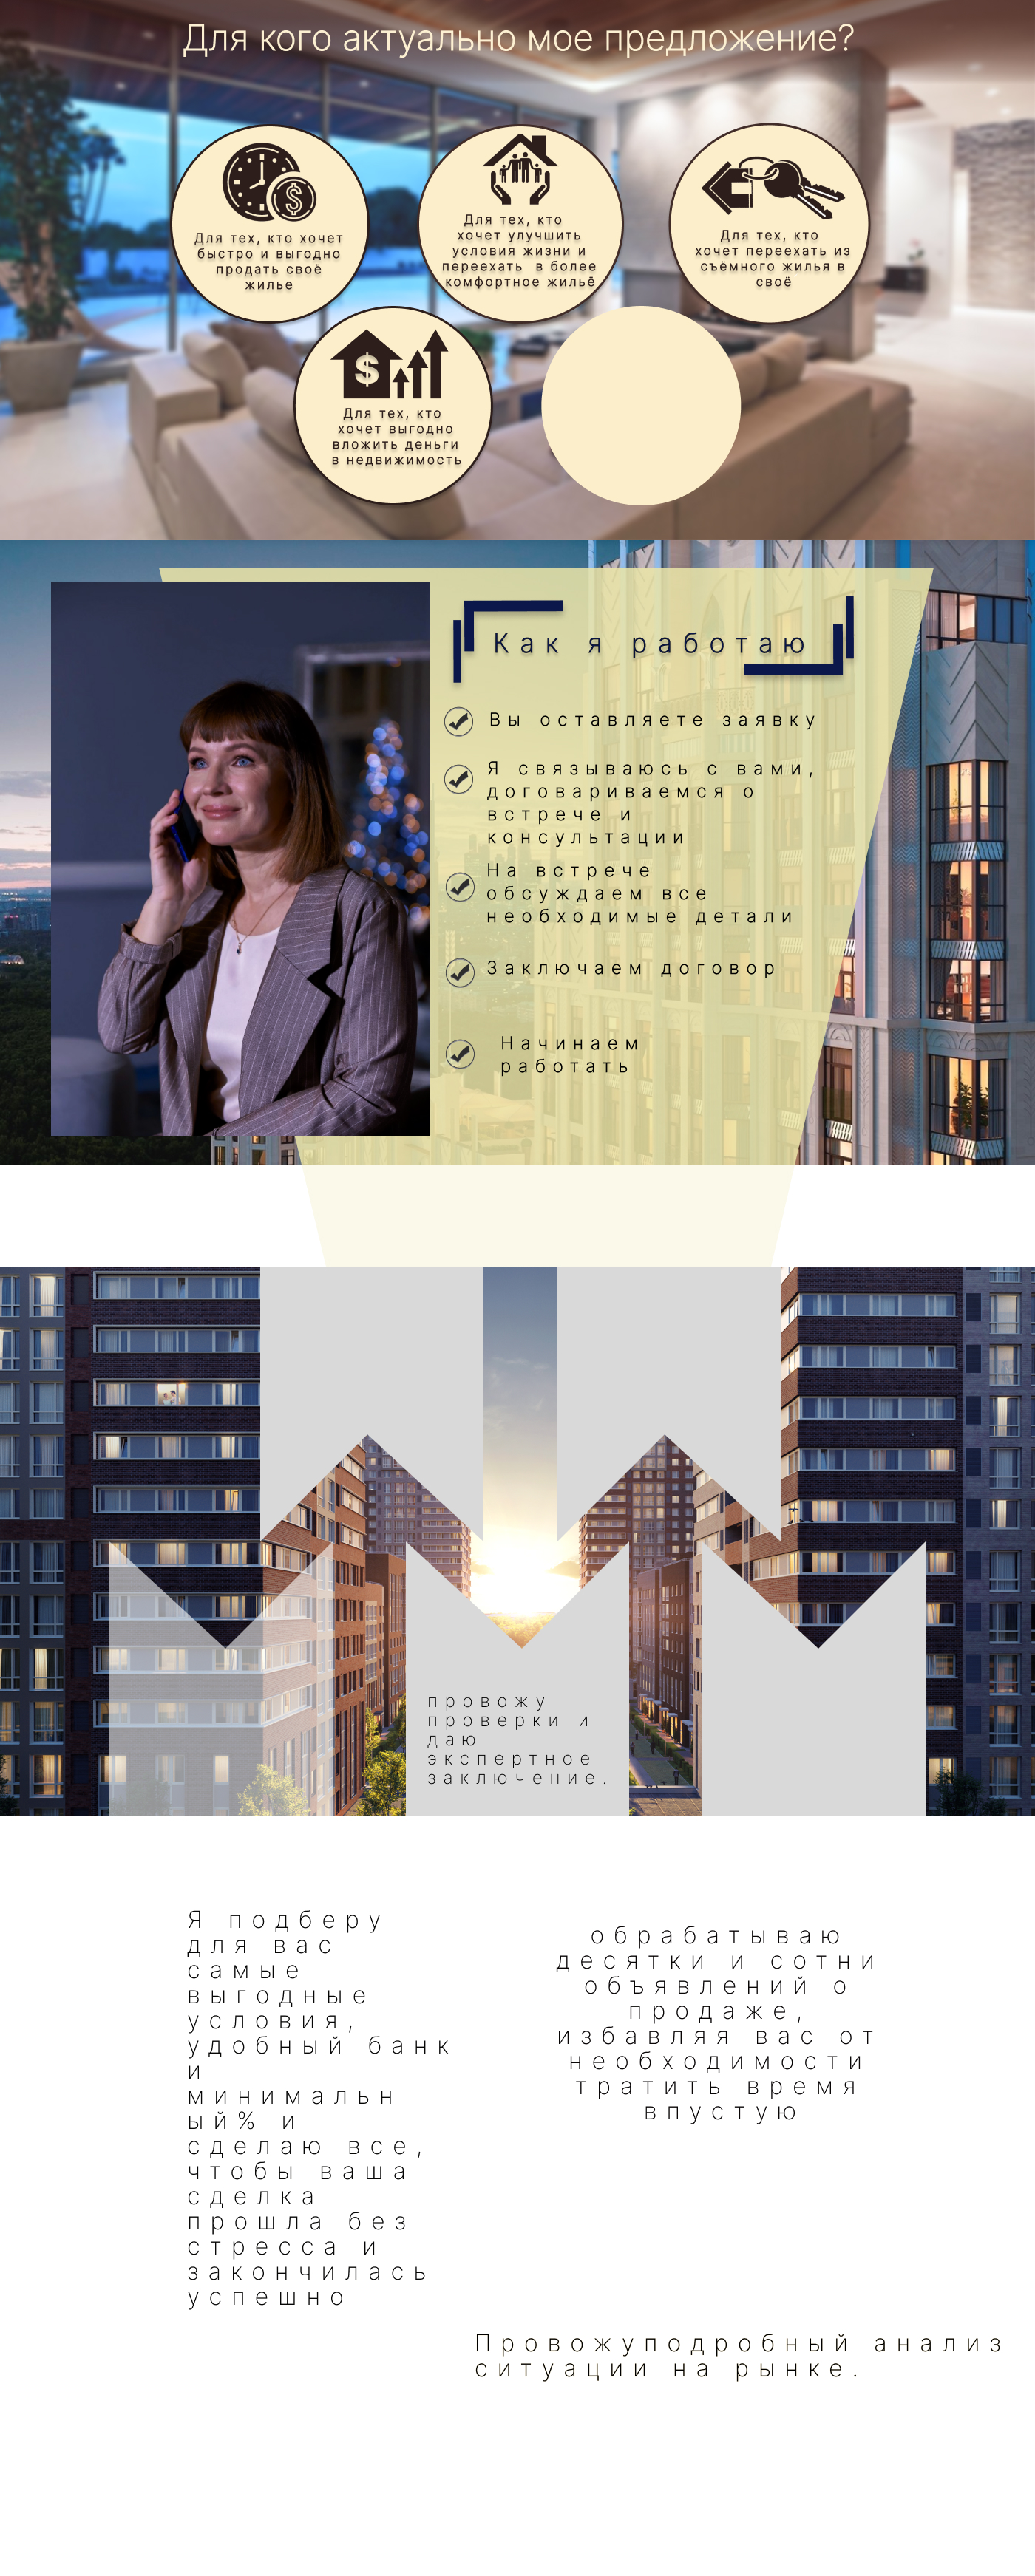 Для кого актуально мое предложение?
Для тех, кто хочет
быстро и выгодно
продать своё
жилье
Для тех, кто
хочет улучшить
условия жизни и
переехать в более
комфортное жильё
Для тех, кто
хочет переехать из
съёмного жилья в
своё
$
Для тех, кто
хочет выгодно
вложить деньги
в недвижимость
Как я работаю
Вы оставляете заявку
Я связываюсь с вами,
договариваемся о
встрече и
консультации
На встрече
обсуждаем все
необходимые детали
Заключаем договор
Начинаем
работать
провожу
проверки и
даю
экспертное
заключение.
Я подберу
для вас
самые
выгодные
условия,
удобный банк
и
минимальн
ый% и
сделаю все,
чтобы ваша
сделка
прошла без
стресса и
закончилась
успешно
обрабатываю
десятки и сотни
объявлений о
продаже,
избавляя вас от
необходимости
тратить время
впустую
Провожуподробный анализ
ситуации на рынке.